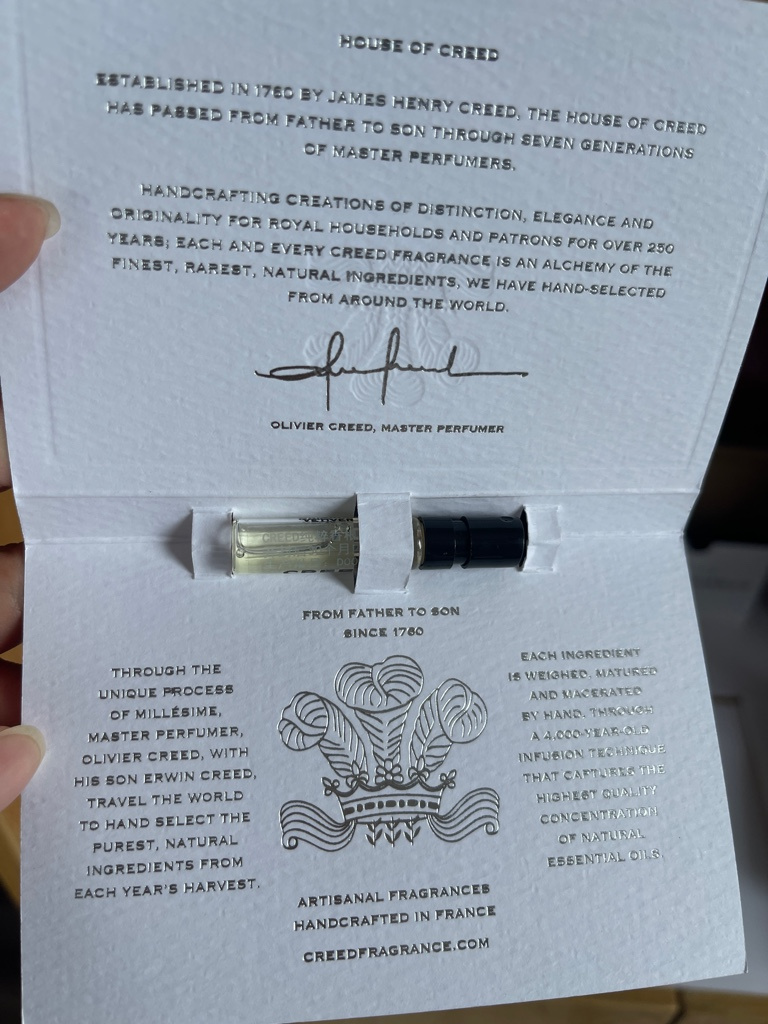 HOUSE OF CREED
ESTABLISHED IN 1760 BY JAMES HENRY CREED, THE HOUSE OF CREED
HAS PASSED FROM FATHER TO SON THROUGH SEVEN GENERATIONS
OF MASTER PERFUMERS.
HANDCRAFTING CREATIONS OF DISTINCTION, ELEGANCE AND
ORIGINALITY FOR ROYAL HOUSEHOLDS AND PATRONS FOR OVER 250
YEARS; EACH AND EVERY CREED FRAGRANCE IS AN ALCHEMY OF THE
FINEST, RAREST, NATURAL INGREDIENTS, WE HAVE HAND-SELECTED
FROM AROUND THE WORLD.
OLIVIER CREED, MASTER PERFUMER
FROM FATHER TO SON
SINCE 1760
THROUGH THE
UNIQUE PROCESS
OF MILLÉSIME,
MASTER PERFUMER,
OLIVIER CREED, WITH
HIS SON ERWIN CREED,
TRAVEL THE WORLD
TO HAND SELECT THE
PUREST, NATURAL
INGREDIENTS FROM
EACH YEAR'S HARVEST.
EACH INGREDIENT
IS WEIGHED, MATURED
AND MACERATED
BY HAND, THROUGH
A 4,000-YEAR-OLD
INFUSION TECHNIQUE
THAT CAPTURES THE
HIGHEST QUALITY
CONCENTRATION
OF NATURAL
ESSENTIAL OILS.
ARTISANAL FRAGRANCES
HANDCRAFTED IN FRANCE
CREEDFRAGRANCE.COM